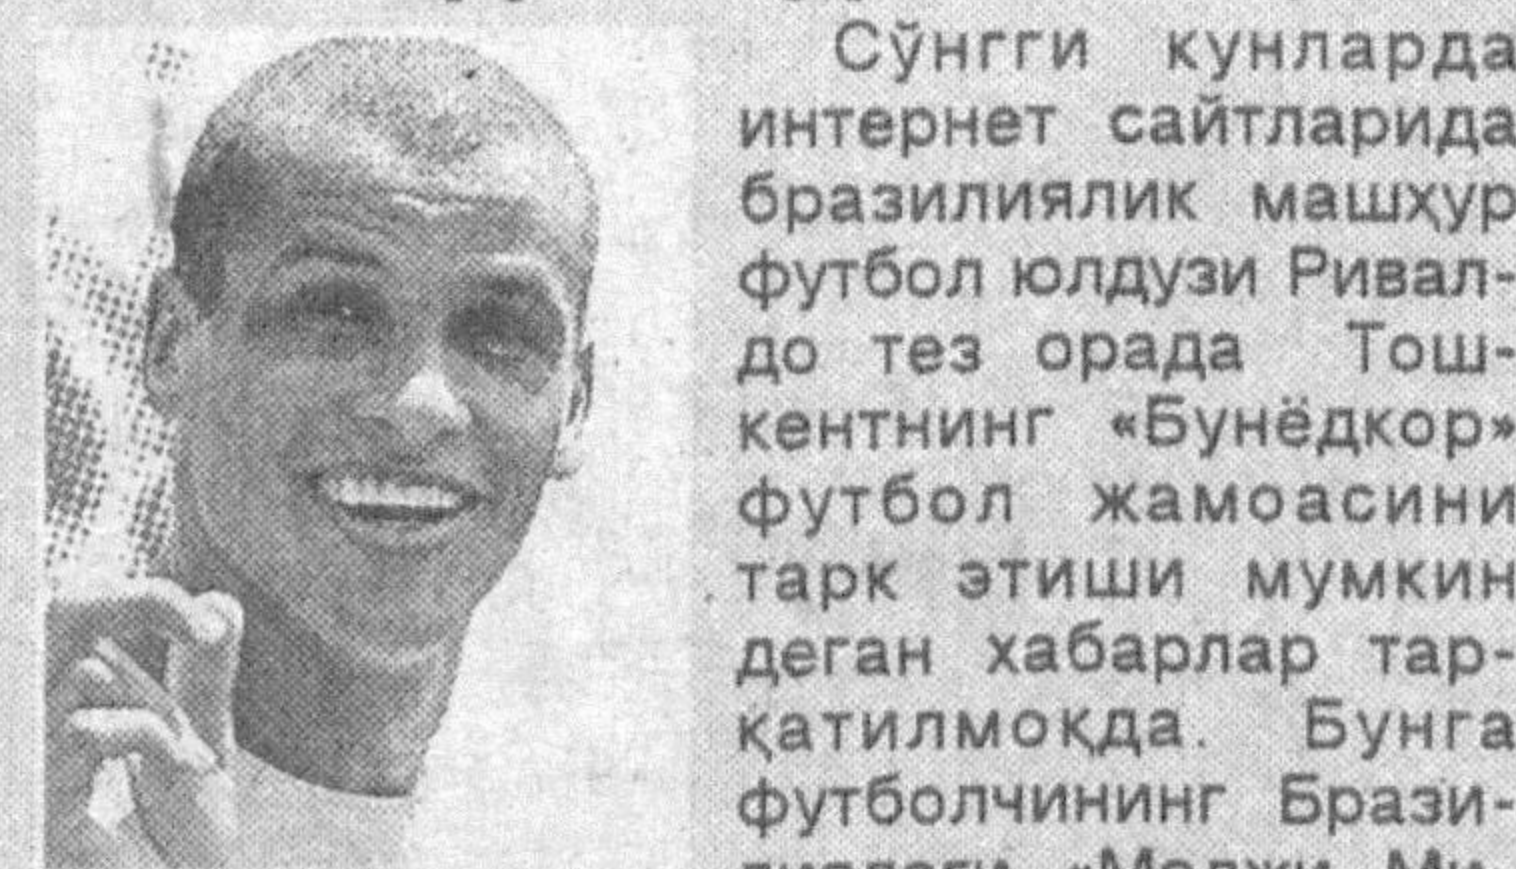 Сўнгги кунларда
интернет сайтларида
бразилиялик машҳур
футбол юлдузи Ривал-
до тез орада Тош-
кентнинг «Бунёдкор»
футбол жамоасини
тарк этиши мумкин
деган хабарлар тар-
қатилмоқда. Бунга
футболчининг Брази-